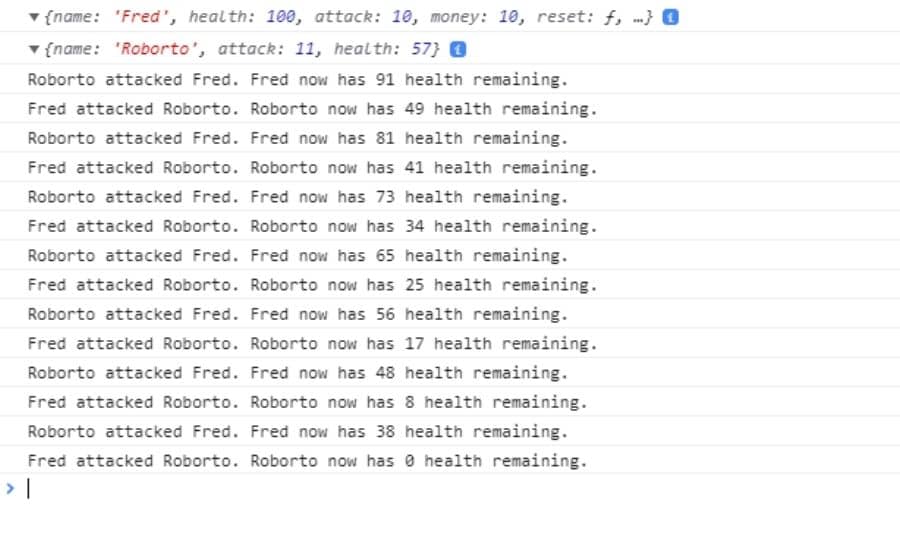 ▼{name: 'Fred', health: 100, attack: 10, money: 10, reset: ƒ, …} i
▼{name: 'Roborto', attack: 11, health: 57} i
Roborto attacked Fred. Fred now has 91 health remaining.
Fred attacked Roborto. Roborto now has 49 health remaining.
Roborto attacked Fred. Fred now has 81 health remaining.
Fred attacked Roborto. Roborto now has 41 health remaining.
Roborto attacked Fred. Fred now has 73 health remaining.
Fred attacked Roborto. Roborto now has 34 health remaining.
Roborto attacked Fred. Fred now has 65 health remaining.
Fred attacked Roborto. Roborto now has 25 health remaining.
Roborto attacked Fred. Fred now has 56 health remaining.
Fred attacked Roborto. Roborto now has 17 health remaining.
Roborto attacked Fred. Fred now has 48 health remaining.
Fred attacked Roborto. Roborto now has 8 health remaining.
Roborto attacked Fred. Fred now has 38 health remaining.
Fred attacked Roborto. Roborto now has 0 health remaining.
>